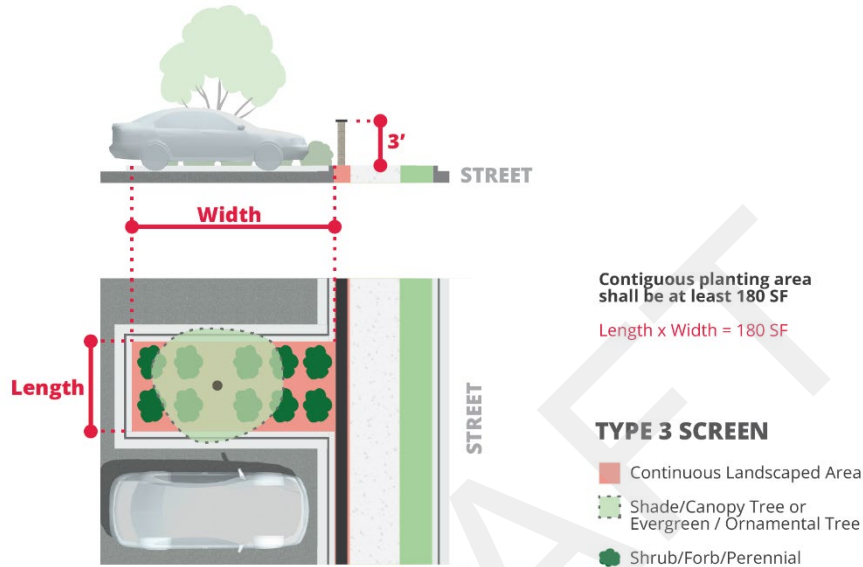 3'
STREET
Width
Length
STREET
Contiguous planting area
shall be at least 180 SF
Length x Width = 180 SF
TYPE 3 SCREEN
Continuous Landscaped Area
Shade/Canopy Tree or
Evergreen / Ornamental Tree
Shrub/Forb/Perennial